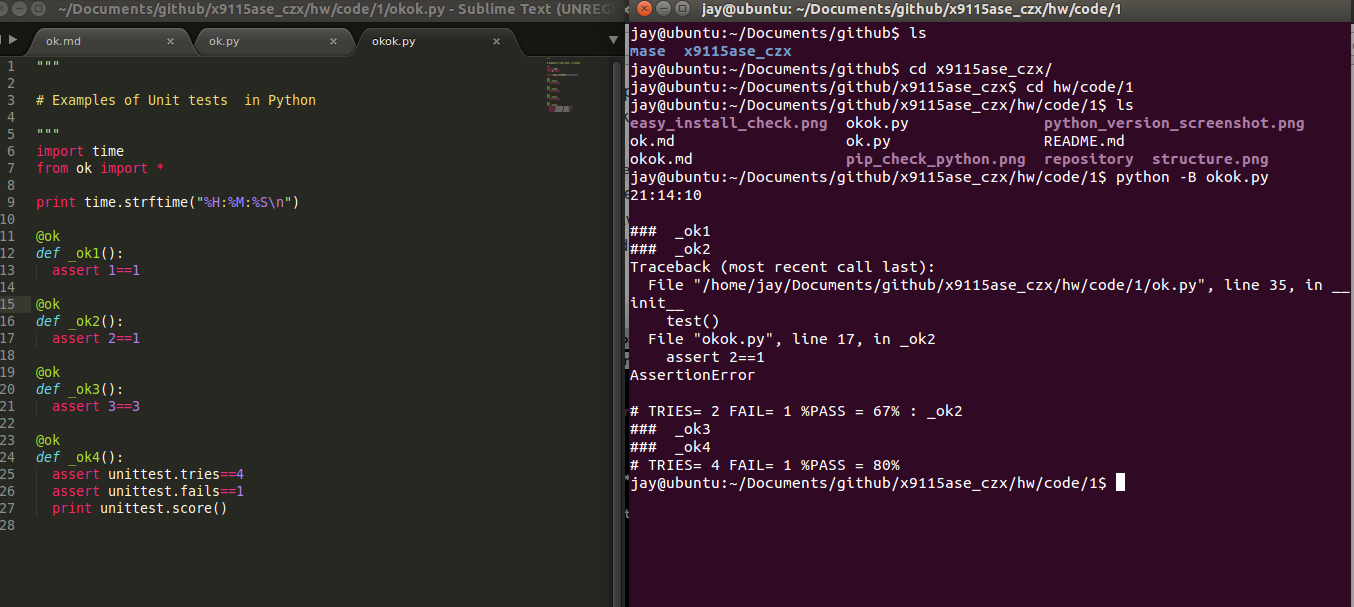 ~/Documents/github/x9115ase_czx/hw/code/1/okok.py - Sublime Text (UNREGI
ok.md × ok.py × okok.py ×
1 """
2
3 # Examples of Unit tests  in Python
4
5 """
6 import time
7 from ok import *
8
9 print time.strftime("%H:%M:%S\n")
10
11 @ok
12 def _ok1():
13   assert 1==1
14
15 @ok
16 def _ok2():
17   assert 2==1
18
19 @ok
20 def _ok3():
21   assert 3==3
22
23 @ok
24 def _ok4():
25   assert unittest.tries==4
26   assert unittest.fails==1
27   print unittest.score()
28
jay@ubuntu: ~/Documents/github/x9115ase_czx/hw/code/1
jay@ubuntu:~/Documents/github$ ls
mase  x9115ase_czx
jay@ubuntu:~/Documents/github$ cd x9115ase_czx/
jay@ubuntu:~/Documents/github/x9115ase_czx$ cd hw/code/1
jay@ubuntu:~/Documents/github/x9115ase_czx/hw/code/1$ ls
easy_install_check.png  okok.py                 python_version_screenshot.png
ok.md                   ok.py                   README.md
okok.md                 pip_check_python.png  repository  structure.png
jay@ubuntu:~/Documents/github/x9115ase_czx/hw/code/1$ python -B okok.py
21:14:10

###  _ok1
###  _ok2
Traceback (most recent call last):
  File "/home/jay/Documents/github/x9115ase_czx/hw/code/1/ok.py", line 35, in __
init__
    test()
  File "okok.py", line 17, in _ok2
    assert 2==1
AssertionError

# TRIES= 2 FAIL= 1 %PASS = 67% : _ok2
###  _ok3
###  _ok4
# TRIES= 4 FAIL= 1 %PASS = 80%
jay@ubuntu:~/Documents/github/x9115ase_czx/hw/code/1$